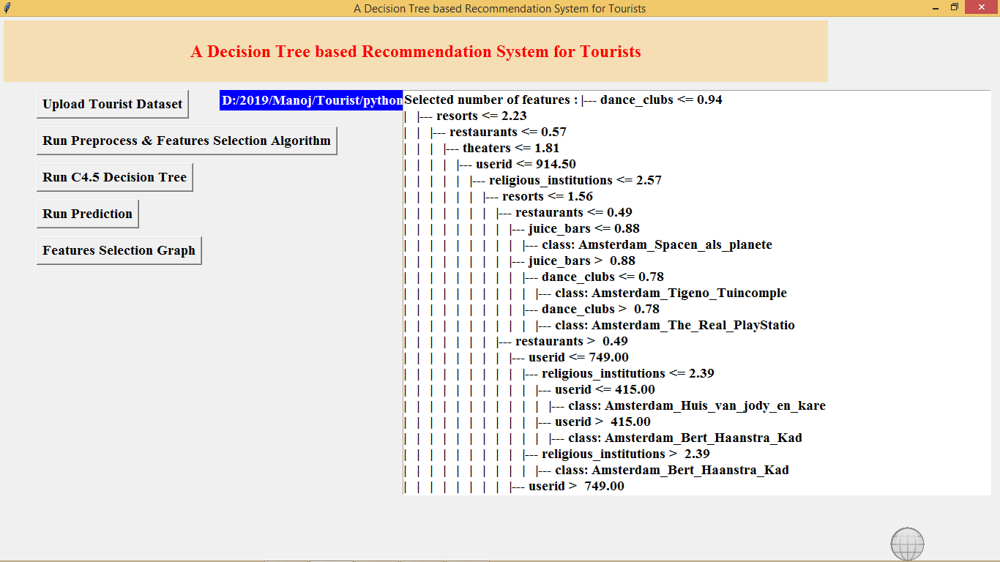 A Decision Tree based Recommendation System for Tourists
A Decision Tree based Recommendation System for Tourists
Upload Tourist Dataset
D:/2019/Manoj/Tourist/python
Run Preprocess & Features Selection Algorithm
Run C4.5 Decision Tree
Run Prediction
Features Selection Graph
Selected number of features : |--- dance_clubs <= 0.94
|   |--- resorts <= 2.23
|   |   |--- restaurants <= 0.57
|   |   |   |--- theaters <= 1.81
|   |   |   |   |--- userid <= 914.50
|   |   |   |   |   |--- religious_institutions <= 2.57
|   |   |   |   |   |   |--- resorts <= 1.56
|   |   |   |   |   |   |   |--- restaurants <= 0.49
|   |   |   |   |   |   |   |   |--- juice_bars <= 0.88
|   |   |   |   |   |   |   |   |   |--- class: Amsterdam_Spacen_als_planete
|   |   |   |   |   |   |   |   |--- juice_bars >  0.88
|   |   |   |   |   |   |   |   |   |--- dance_clubs <= 0.78
|   |   |   |   |   |   |   |   |   |   |--- class: Amsterdam_Tigeno_Tuincomple
|   |   |   |   |   |   |   |   |   |--- dance_clubs >  0.78
|   |   |   |   |   |   |   |   |   |   |--- class: Amsterdam_The_Real_PlayStatio
|   |   |   |   |   |   |   |--- restaurants >  0.49
|   |   |   |   |   |   |   |   |--- userid <= 749.00
|   |   |   |   |   |   |   |   |   |--- religious_institutions <= 2.39
|   |   |   |   |   |   |   |   |   |   |--- userid <= 415.00
|   |   |   |   |   |   |   |   |   |   |   |--- class: Amsterdam_Huis_van_jody_en_kare
|   |   |   |   |   |   |   |   |   |   |--- userid >  415.00
|   |   |   |   |   |   |   |   |   |   |   |--- class: Amsterdam_Bert_Haanstra_Kad
|   |   |   |   |   |   |   |   |   |--- religious_institutions >  2.39
|   |   |   |   |   |   |   |   |   |   |--- class: Amsterdam_Bert_Haanstra_Kad
|   |   |   |   |   |   |   |   |--- userid >  749.00